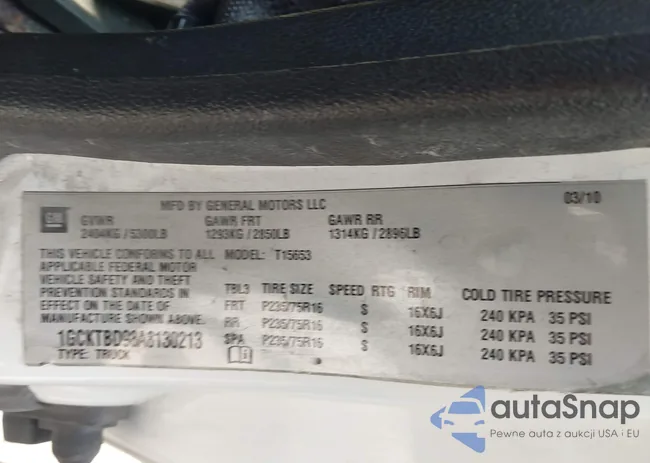 MFD BY GENERAL MOTORS LLC 03/10
GM
GVWR GAWR FRT GAWR RR
2404KG / 5300LB 1293KG / 2850LB 1314KG / 2896LB
THIS VEHICLE CONFORMS TO ALL MODEL: T15653
APPLICABLE FEDERAL MOTOR
VEHICLE SAFETY AND THEFT
PREVENTION STANDARDS IN
EFFECT ON THE DATE OF
MANUFACTURE SHOWN ABOVE.
1GCKTBD98A8130213
TYPE: TRUCK
TBL3 TIRE SIZE SPEED RTG RIM COLD TIRE PRESSURE
FRT P235/75R16 S 16X6J 240 KPA 35 PSI
RR P235/75R16 S 16X6J 240 KPA 35 PSI
SPA P235/75R16 S 16X6J 240 KPA 35 PSI
autaSnap
Pewne auta z aukcji USA i EU